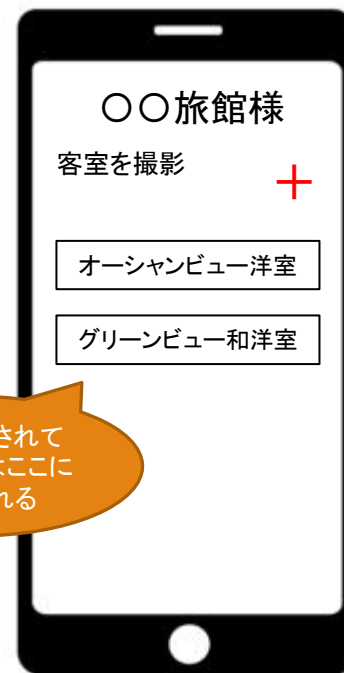 〇〇旅館様
客室を撮影
＋
オーシャンビュー洋室
グリーンビュー和洋室
されて
はここに
れる